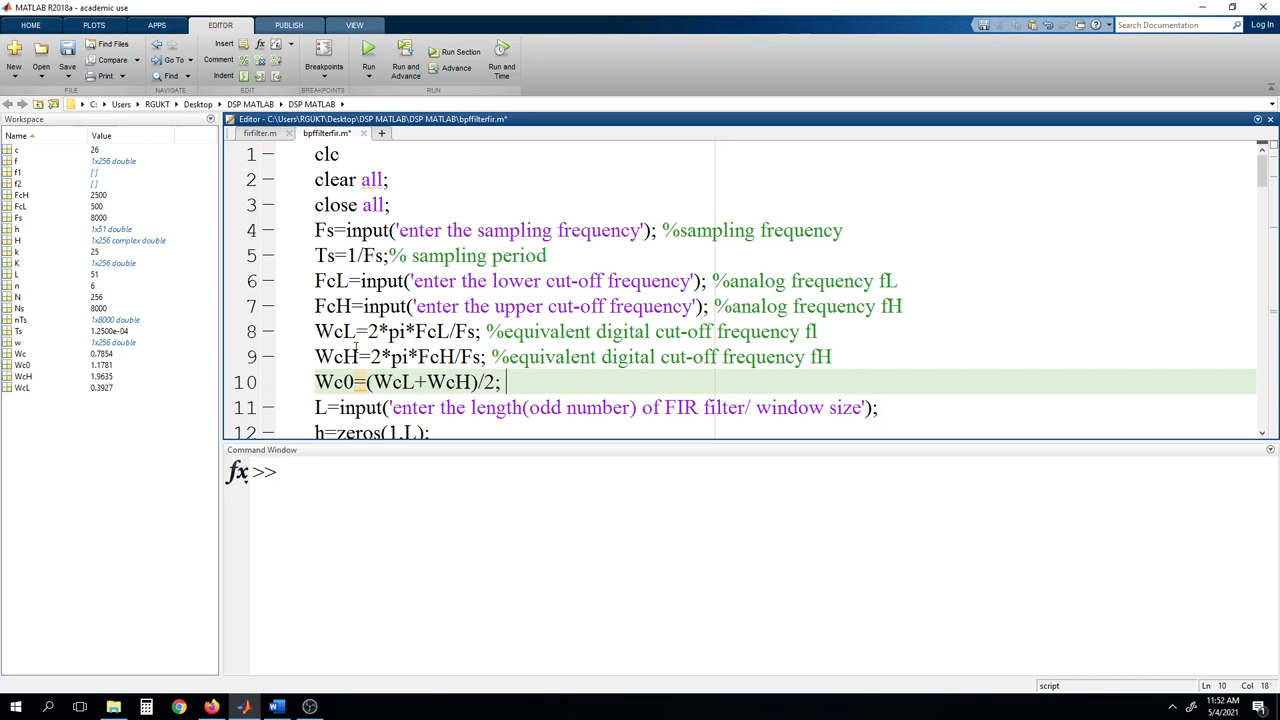 MATLAB R2018a - academic use
HOME PLOTS APPS EDITOR PUBLISH VIEW
Search Documentation Log In
New Open Save Find Files Compare Print
Go To Find
Insert fx
Comment
Indent
Breakpoints
Run Run and Advance Run Section Advance Run and Time
FILE NAVIGATE EDIT BREAKPOINTS RUN
C: Users RGUKT Desktop DSP MATLAB DSP MATLAB
Workspace
Name Value
c 26
f 1x256 double
f1 [ ]
f2 [ ]
FcH 2500
FcL 500
Fs 8000
h 1x51 double
H 1x256 complex double
k 25
K 1x256 double
L 51
n 6
N 256
Ns 8000
nTs 1x8000 double
Ts 1.2500e-04
w 1x256 double
Wc 0.7854
Wc0 1.1781
WcH 1.9635
WcL 0.3927
Editor - C:\Users\RGUKT\Desktop\DSP MATLAB\DSP MATLAB\bpffilterfir.m*
firfilter.m bpffilterfir.m*
1 clc
2 clear all;
3 close all;
4 Fs=input('enter the sampling frequency'); %sampling frequency
5 Ts=1/Fs;% sampling period
6 FcL=input('enter the lower cut-off frequency'); %analog frequency fL
7 FcH=input('enter the upper cut-off frequency'); %analog frequency fH
8 WcL=2*pi*FcL/Fs; %equivalent digital cut-off frequency fl
9 WcH=2*pi*FcH/Fs; %equivalent digital cut-off frequency fH
10 Wc0=(WcL+WcH)/2;
11 L=input('enter the length(odd number) of FIR filter/ window size');
12 h=zeros(1,L);
Command Window
fx >>
script Ln 10 Col 18
11:52 AM
5/4/2021